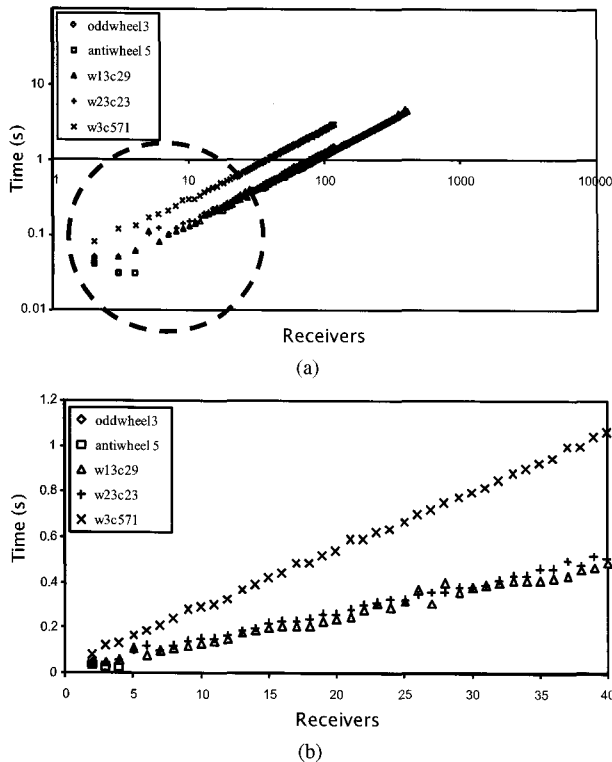 oddwheel3
antiwheel 5
w13c29
w23c23
w3c571
Time (s)
10
1
0.1
0.01
1
10
100
1000
10000
Receivers
(a)
oddwheel3
antiwheel 5
w13c29
w23c23
w3c571
Time (s)
1.2
1
0.8
0.6
0.4
0.2
0
0
5
10
15
20
25
30
35
40
Receivers
(b)